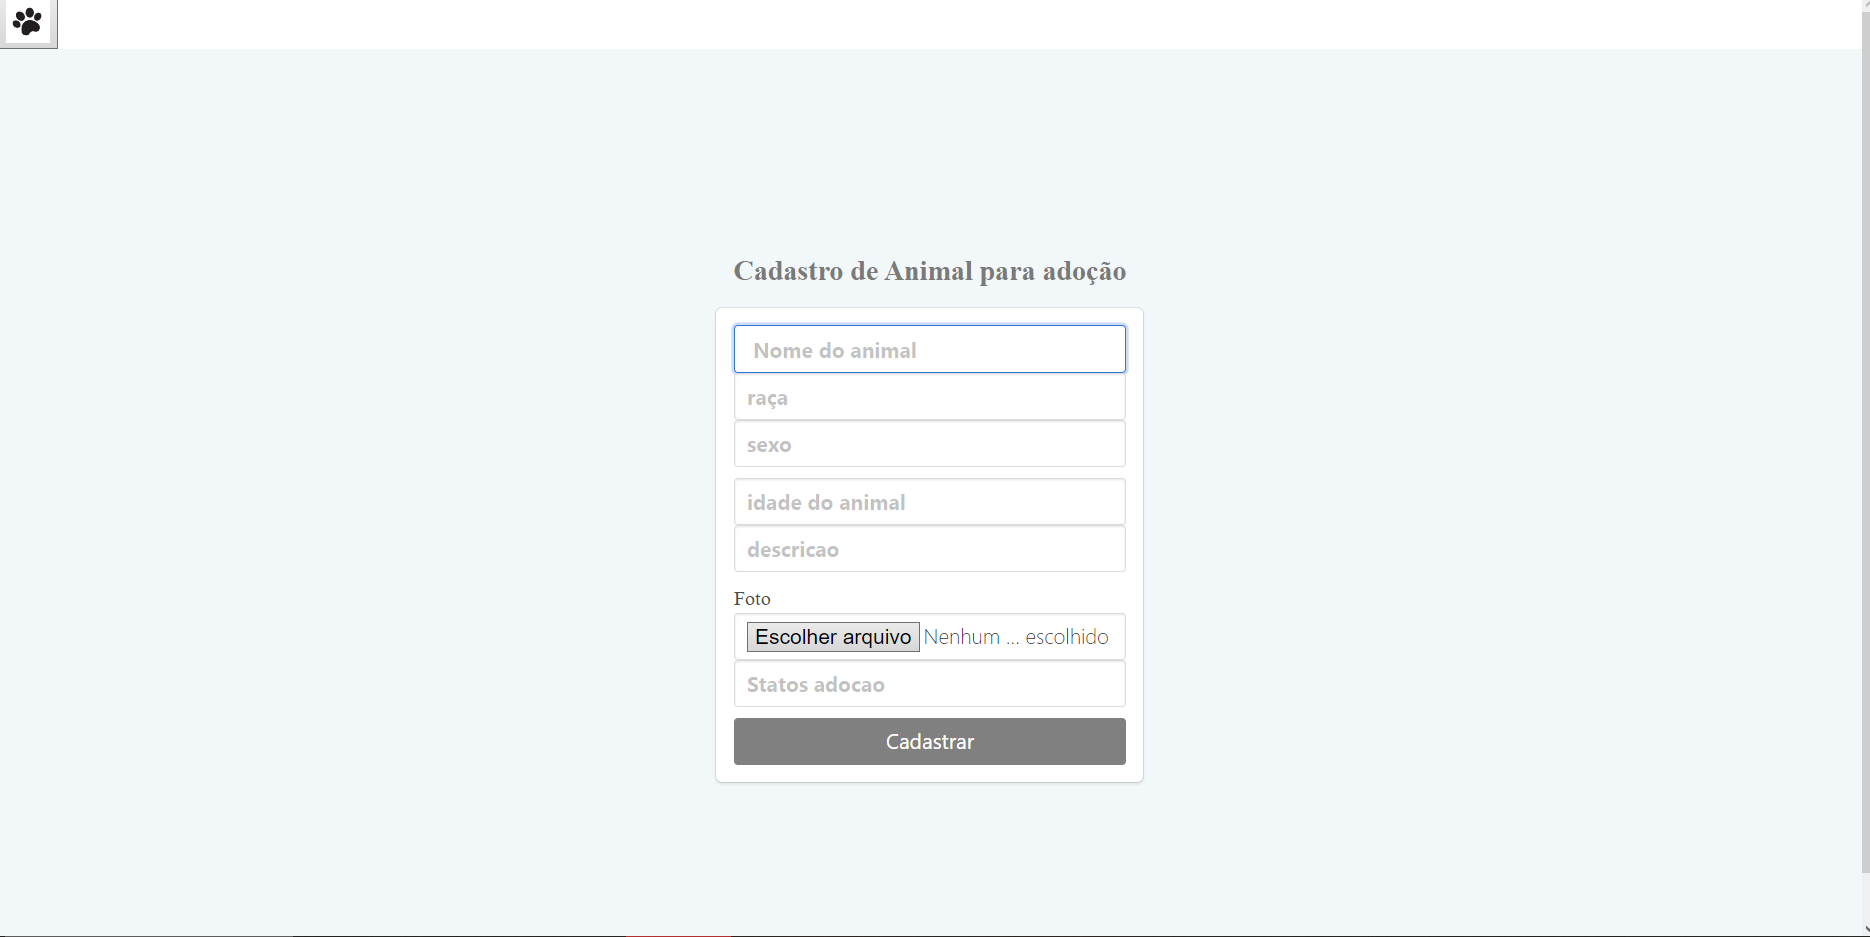 Cadastro de Animal para adoção
Nome do animal
raça
sexo
idade do animal
descricao
Foto
Escolher arquivo Nenhum ... escolhido
Statos adocao
Cadastrar